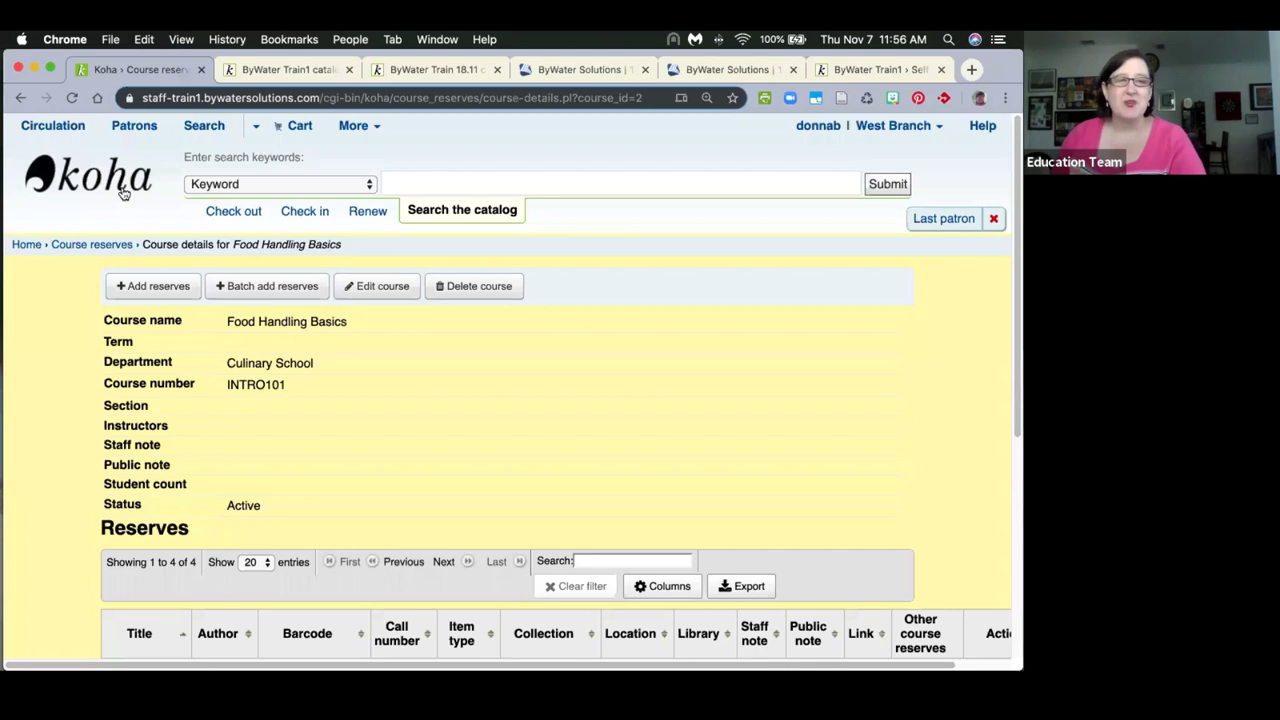 Chrome File Edit View History Bookmarks People Tab Window Help 100% Thu Nov 7 11:56 AM
Koha › Course reserv ByWater Train1 catal ByWater Train 18.11 c ByWater Solutions | 1 ByWater Solutions | 1 ByWater Train1 › Self
staff-train1.bywatersolutions.com/cgi-bin/koha/course_reserves/course-details.pl?course_id=2
Circulation Patrons Search Cart More donnab West Branch Help
Enter search keywords:
koha Keyword Submit
Check out Check in Renew Search the catalog
Last patron
Home › Course reserves › Course details for Food Handling Basics
+ Add reserves + Batch add reserves Edit course Delete course
Course name Food Handling Basics
Term
Department Culinary School
Course number INTRO101
Section
Instructors
Staff note
Public note
Student count
Status Active
Reserves
Showing 1 to 4 of 4 Show 20 entries First Previous Next Last Search:
Clear filter Columns Export
Title Author Barcode Call number Item type Collection Location Library Staff note Public note Link Other course reserves Actio
Education Team